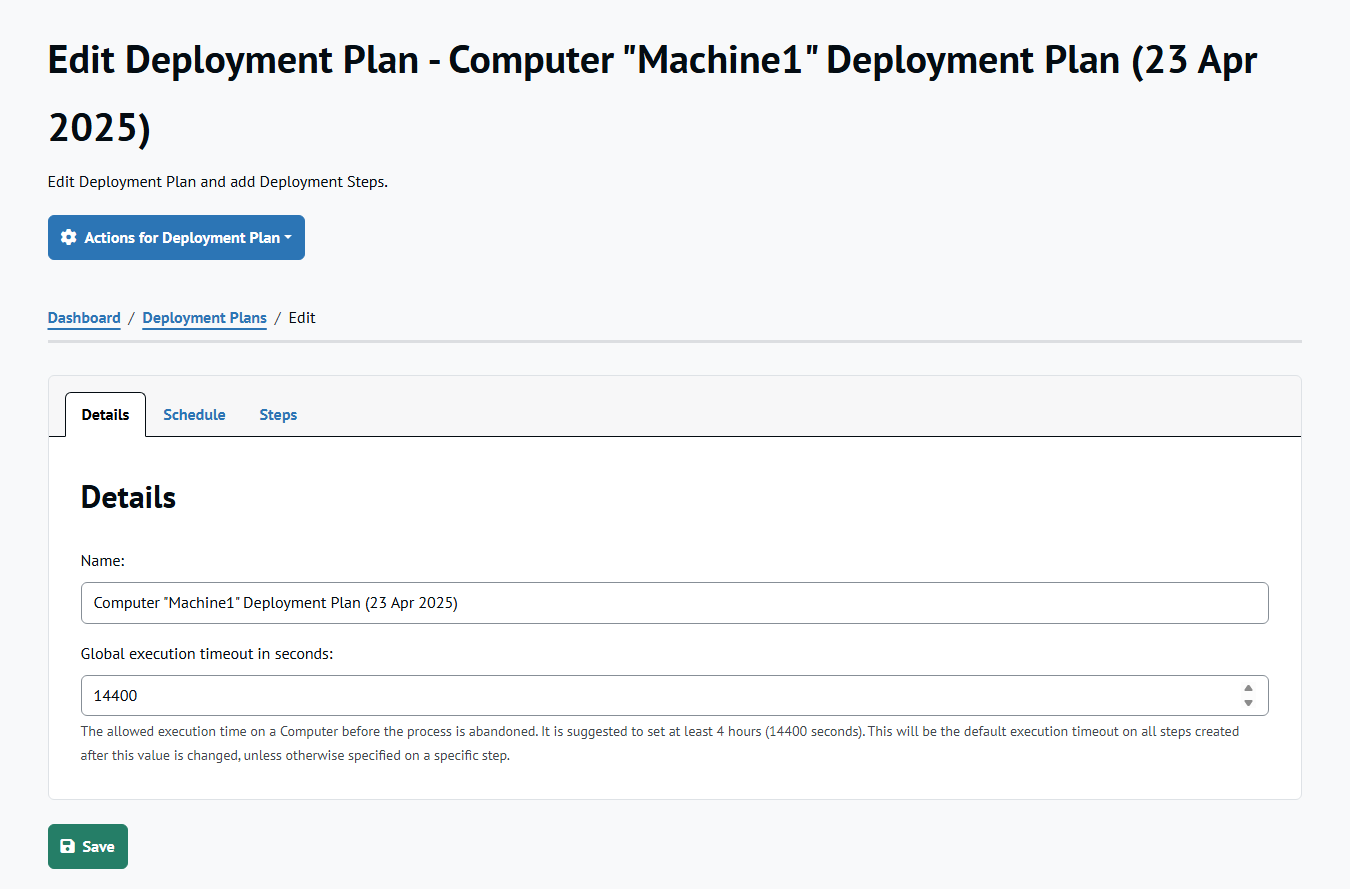 Edit Deployment Plan - Computer "Machine1" Deployment Plan (23 Apr
2025)
Edit Deployment Plan and add Deployment Steps.
Actions for Deployment Plan
Dashboard / Deployment Plans / Edit
Details Schedule Steps
Details
Name:
Computer "Machine1" Deployment Plan (23 Apr 2025)
Global execution timeout in seconds:
14400
The allowed execution time on a Computer before the process is abandoned. It is suggested to set at least 4 hours (14400 seconds). This will be the default execution timeout on all steps created
after this value is changed, unless otherwise specified on a specific step.
Save